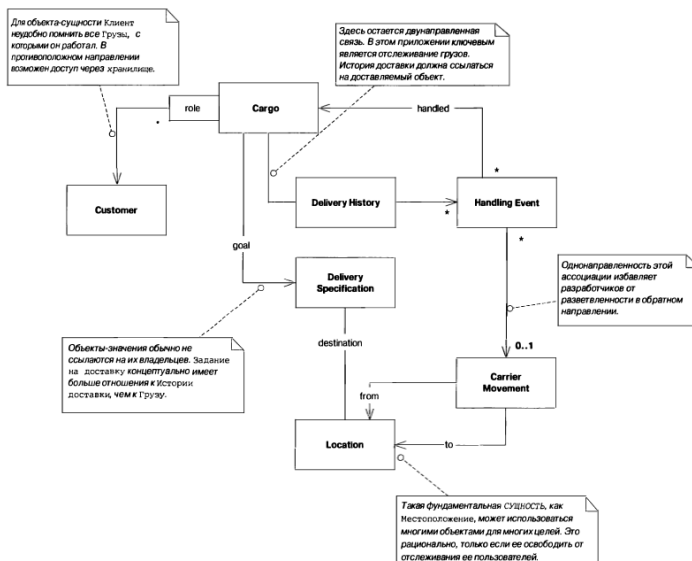 Для объекта-сущности Клиент
неудобно помнить все Грузы, с
которыми он работал. В
противоположном направлении
возможен доступ через хранилище.
Здесь остается двунаправленная
связь. В этом приложении ключевым
является отслеживание грузов.
История доставки должна ссылаться
на доставляемый объект.
role
Cargo
handled
*
Customer
Delivery History
*
*
Handling Event
*
goal
Delivery
Specification
Однонаправленность этой
ассоциации избавляет
разработчиков от
разветвленности в обратном
направлении.
Объекты-значения обычно не
ссылаются на их владельцев. Задание
на доставку концептуально имеет
больше отношения к Истории
доставки, чем к Грузу.
destination
0..1
Carrier
Movement
from
Location
to
Такая фундаментальная СУЩНОСТЬ, как
Местоположение, может использоваться
многими объектами для многих целей. Это
рационально, только если ее освободить от
отслеживания ее пользователей.